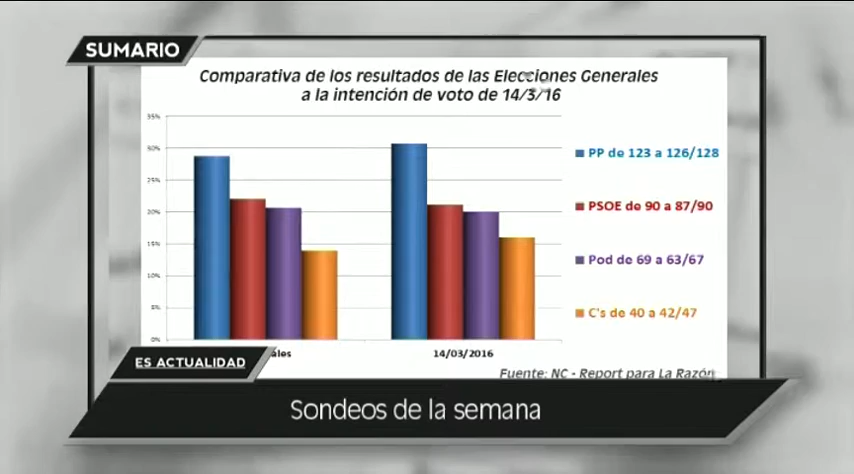 SUMARIO
Comparativa de los resultados de las Elecciones Generales
a la intención de voto de 14/3/16
35%
30%
25%
20%
15%
10%
5%
0%
PP de 123 a 126/128
PSOE de 90 a 87/90
Pod de 69 a 63/67
C's de 40 a 42/47
14/03/2016
Fuente: NC - Report para La Razón
ES ACTUALIDAD
Sondeos de la semana